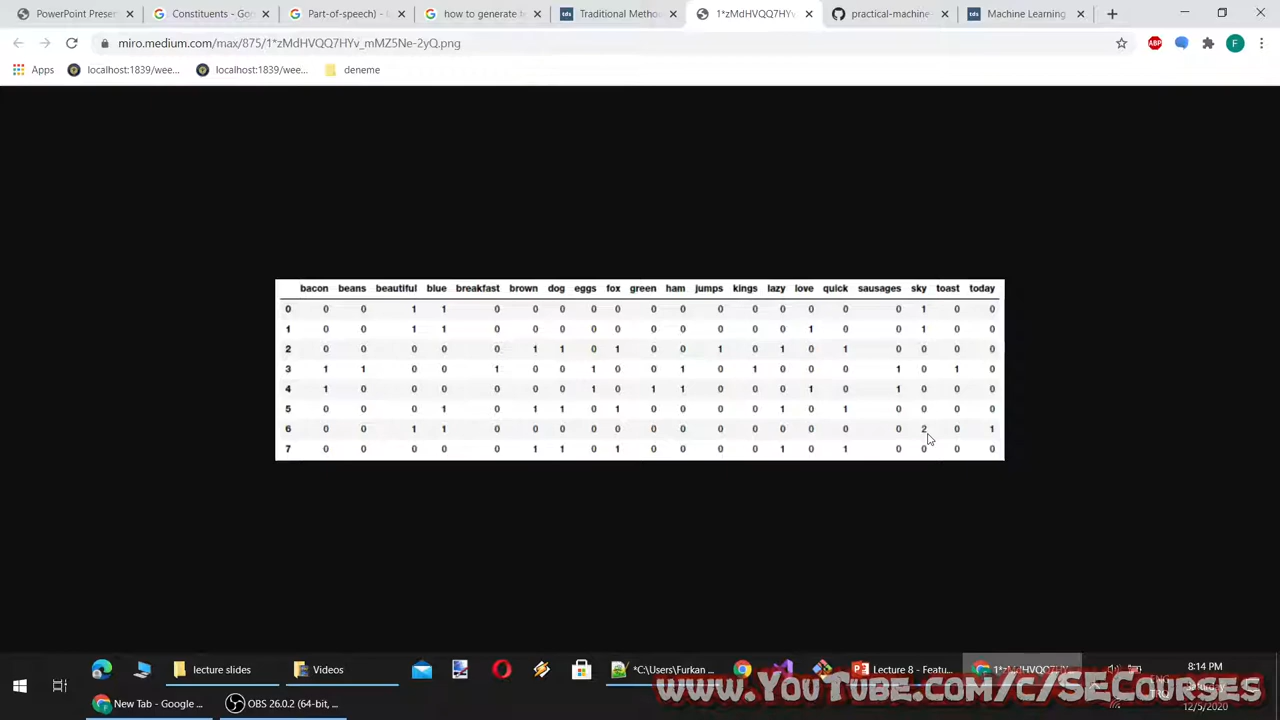 PowerPoint Presen
Constituents - Goo
Part-of-speech) -
how to generate
Traditional Metho
1*zMdHVQQ7HYv
practical-machine
Machine Learning
miro.medium.com/max/875/1*zMdHVQQ7HYv_mMZ5Ne-2yQ.png
ABP
F
Apps
localhost:1839/wee...
localhost:1839/wee...
deneme
bacon beans beautiful blue breakfast brown dog eggs fox green ham jumps kings lazy love quick sausages sky toast today
0 0 0 1 1 0 0 0 0 0 0 0 0 0 0 0 0 0 1 0 0
1 0 0 1 1 0 0 0 0 0 0 0 0 0 0 1 0 0 1 0 0
2 0 0 0 0 0 1 1 0 1 0 0 1 0 1 0 1 0 0 0 0
3 1 1 0 0 1 0 0 1 0 0 1 0 1 0 0 0 1 0 1 0
4 1 0 0 0 0 0 0 1 0 1 1 0 0 0 1 0 1 0 0 0
5 0 0 0 1 0 1 1 0 1 0 0 0 0 1 0 1 0 0 0 0
6 0 0 1 1 0 0 0 0 0 0 0 0 0 0 0 0 0 2 0 1
7 0 0 0 0 0 1 1 0 1 0 0 0 0 1 0 1 0 0 0 0
lecture slides
Videos
*C:\Users\Furkan ...
Lecture 8 - Featu...
1*zMdHVQQ7HY
8:14 PM
Saturday
12/5/2020
ENG
New Tab - Google ...
OBS 26.0.2 (64-bit, ...
www.YouTube.com/c/SECourses